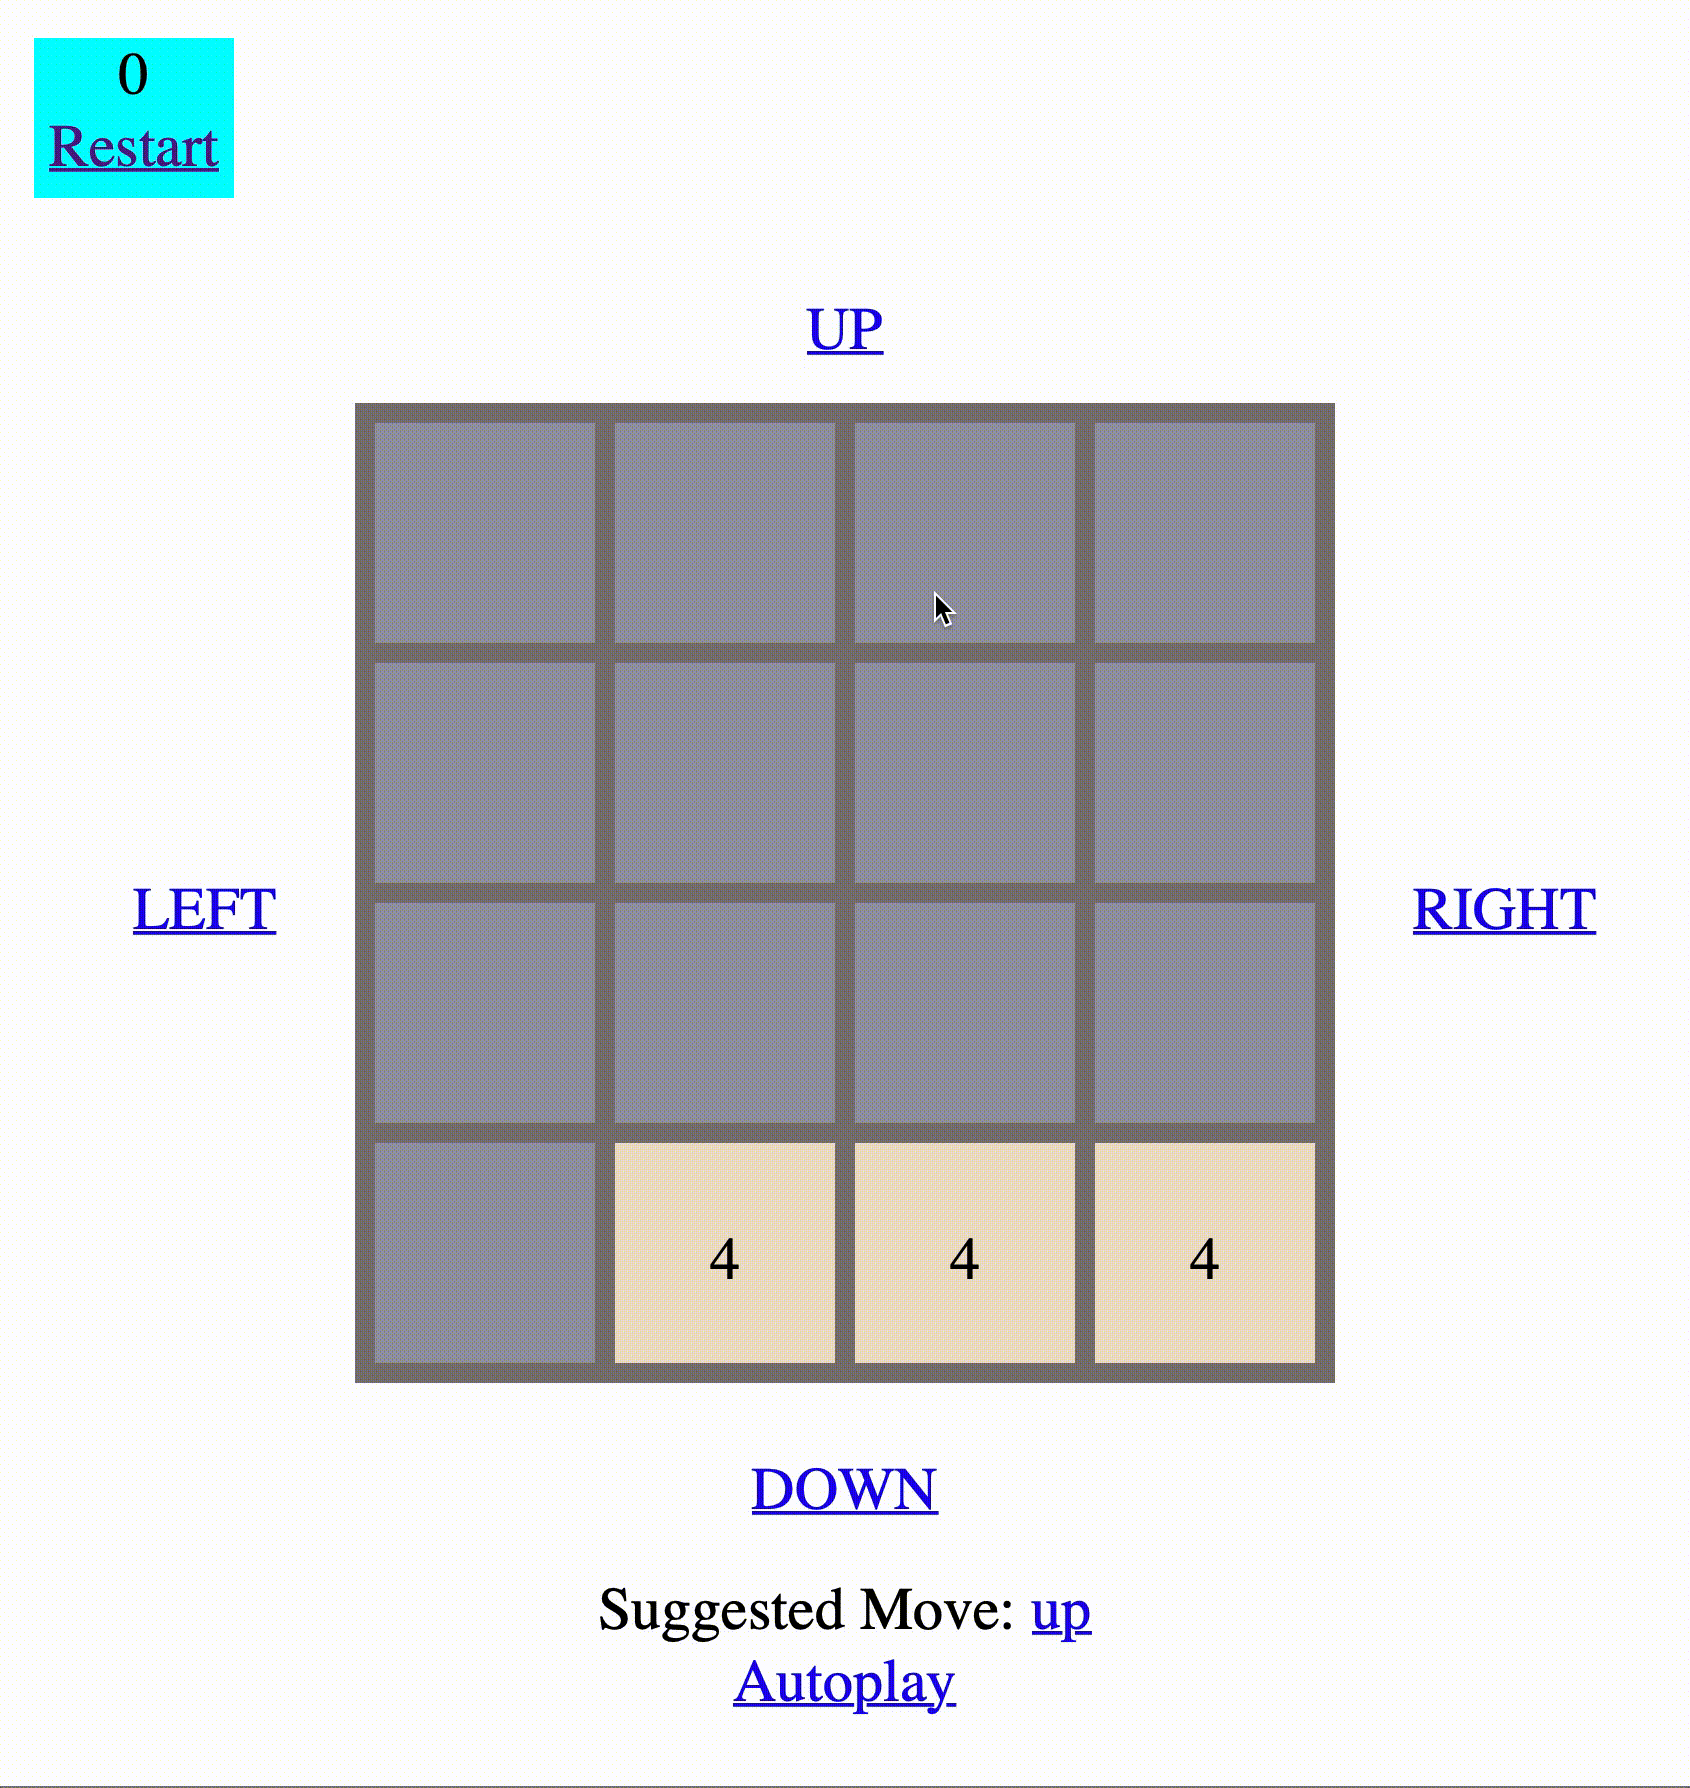 0
Restart
UP
LEFT
RIGHT
4 4 4
DOWN
Suggested Move: up
Autoplay